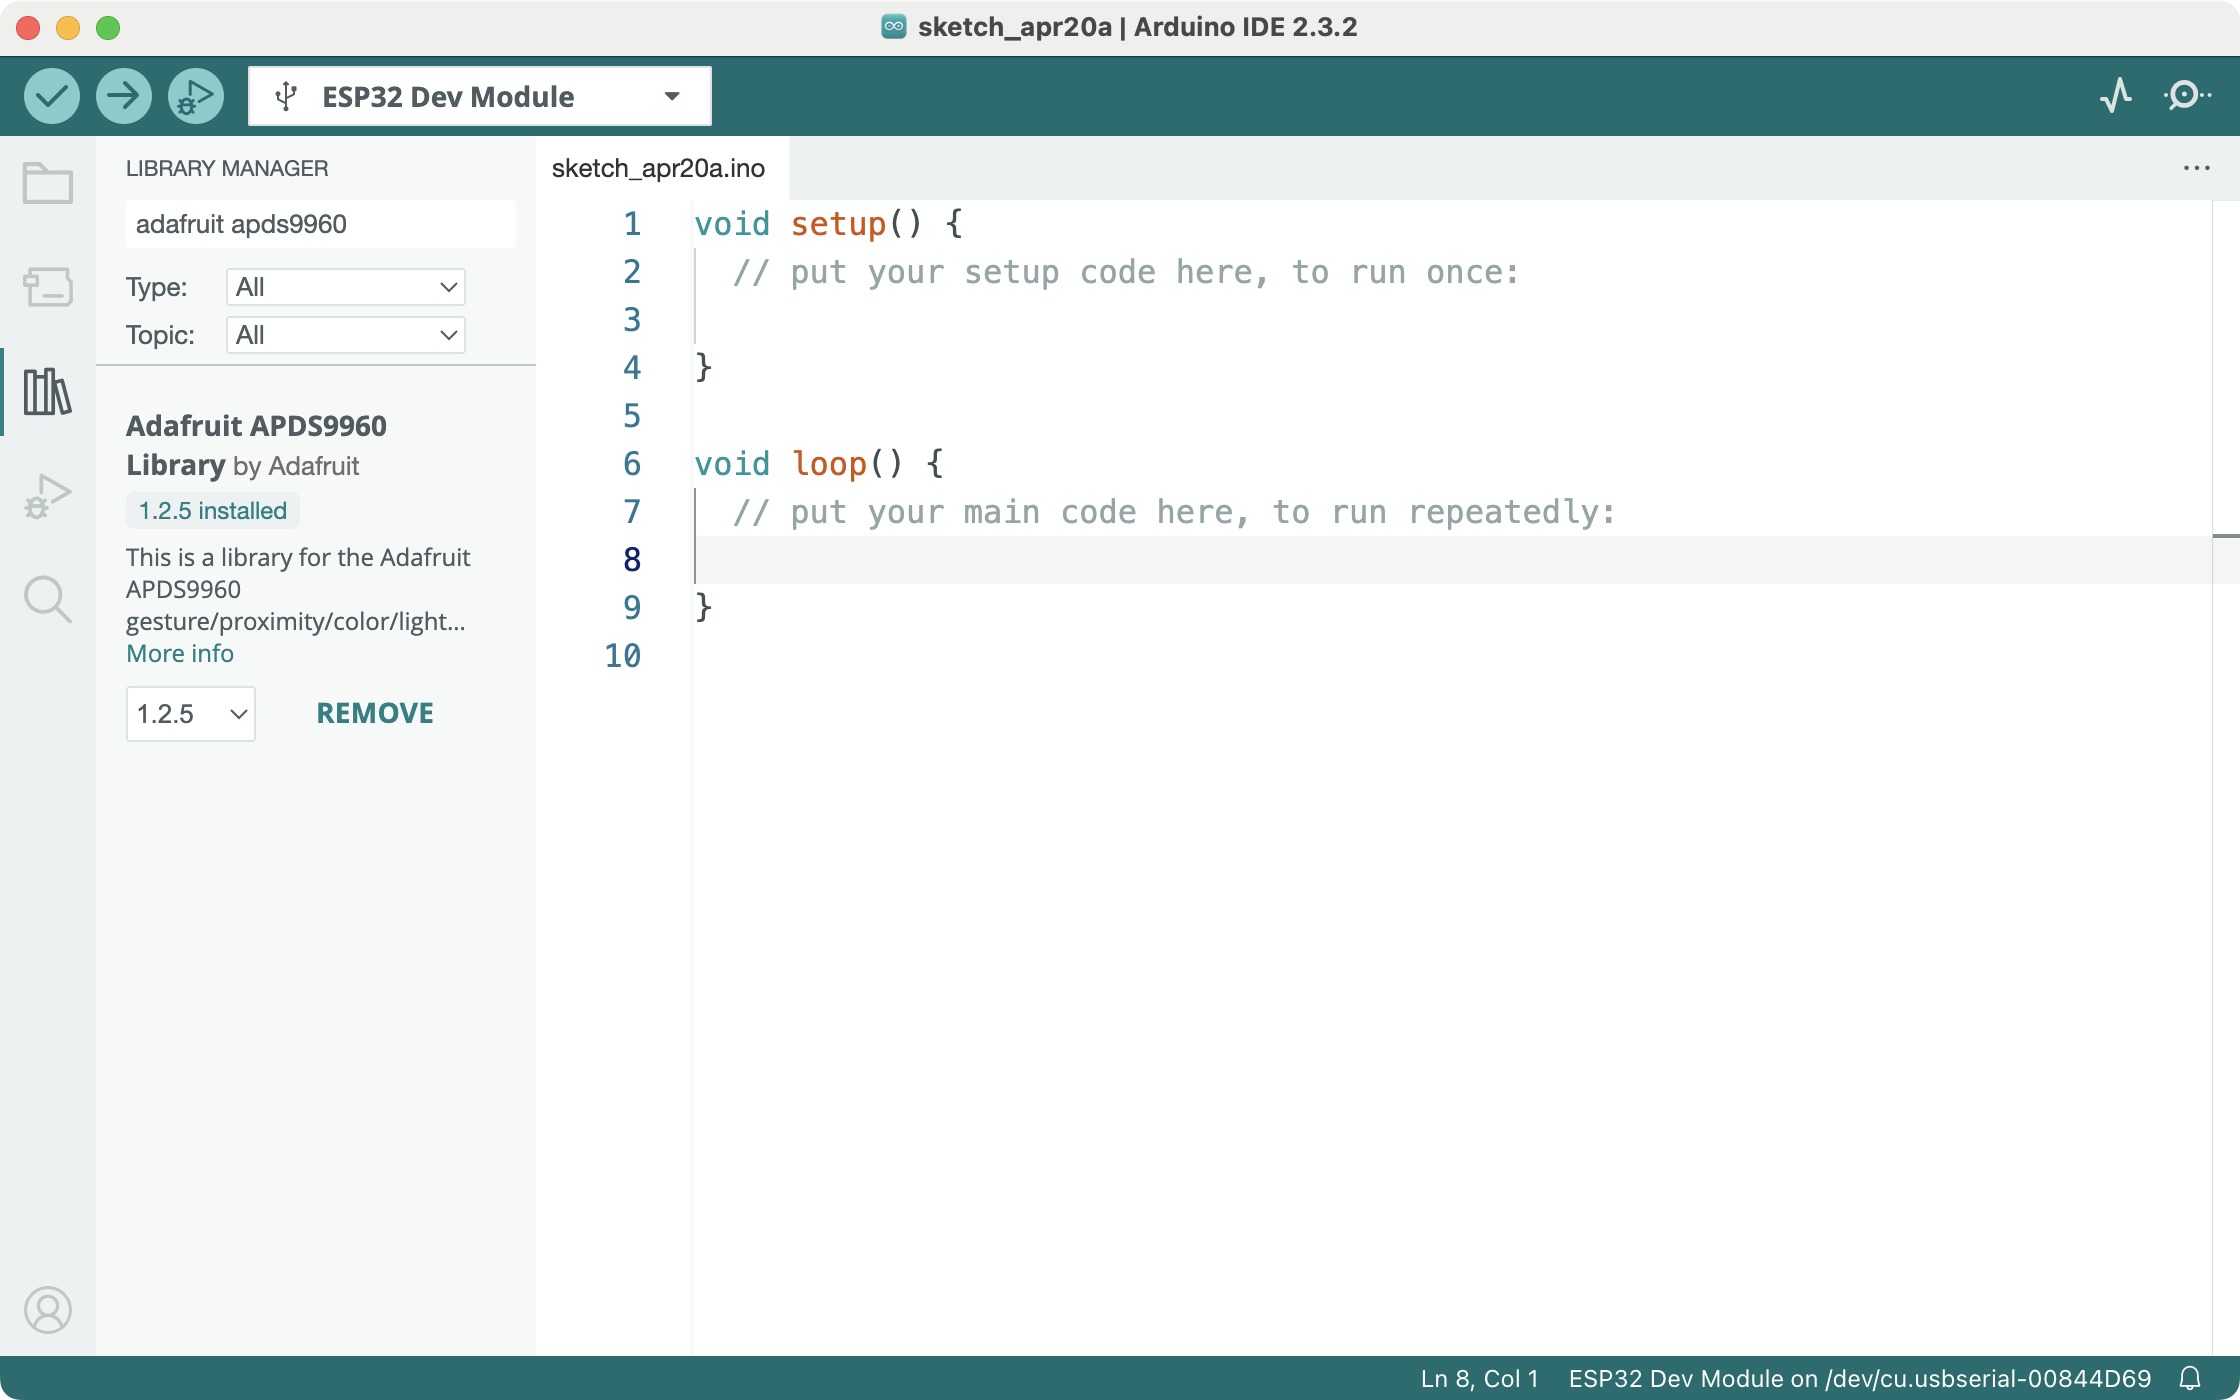 sketch_apr20a | Arduino IDE 2.3.2
ESP32 Dev Module
LIBRARY MANAGER
adafruit apds9960
Type: All
Topic: All
Adafruit APDS9960
Library by Adafruit
1.2.5 installed
This is a library for the Adafruit
APDS9960
gesture/proximity/color/light...
More info
1.2.5 REMOVE
sketch_apr20a.ino
1 void setup() {
2   // put your setup code here, to run once:
3
4 }
5
6 void loop() {
7   // put your main code here, to run repeatedly:
8
9 }
10
Ln 8, Col 1 ESP32 Dev Module on /dev/cu.usbserial-00844D69